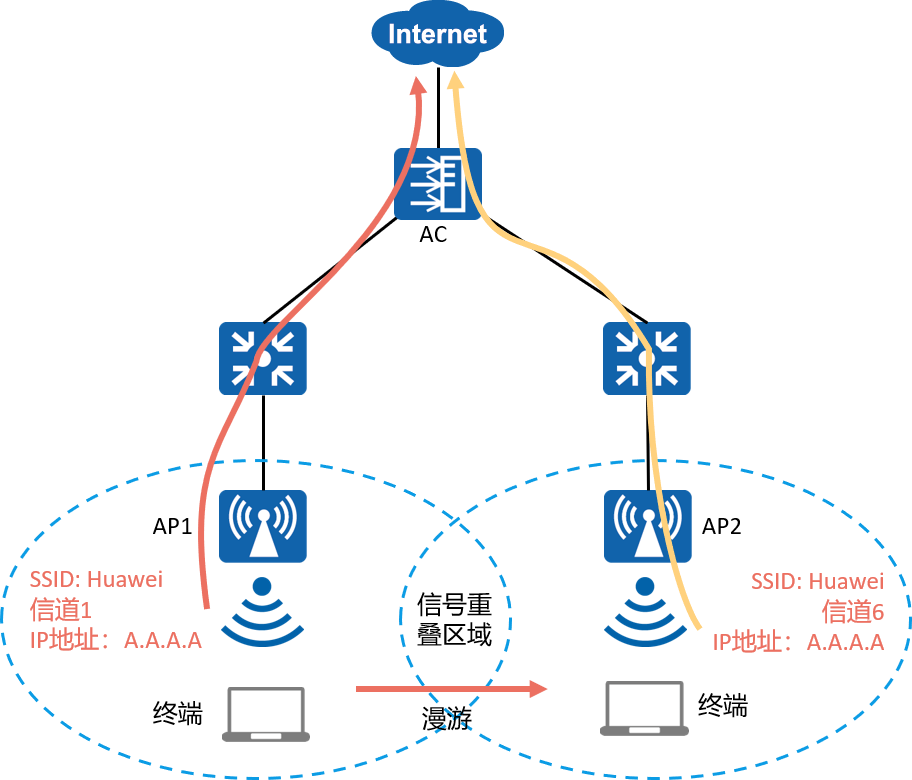 Internet
AC
AP1
AP2
SSID: Huawei
信道1
IP地址：A.A.A.A
信号重
叠区域
SSID: Huawei
信道6
IP地址：A.A.A.A
终端
漫游
终端